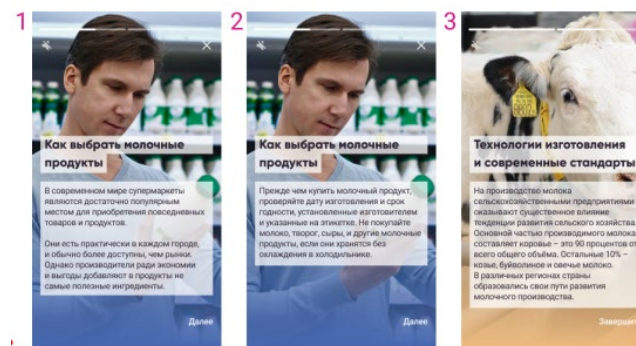 1
Как выбрать молочные
продукты
В современном мире супермаркеты
являются достаточно популярным
местом для приобретения повседневных
товаров и продуктов.
Они есть практически в каждом городе,
и обычно более доступны, чем рынки.
Однако производители ради экономии
и выгоды добавляют в продукты не
самые полезные ингредиенты.
Далее
2
Как выбрать молочные
продукты
Прежде чем купить молочный продукт,
проверяйте дату изготовления и срок
годности, установленные изготовителем
и указанные на этикетке. Не покупайте
молоко, творог, сыры, и другие молочные
продукты, если они хранятся без
охлаждения в холодильнике.
Далее
3
Технологии изготовления
и современные стандарты
На производство молока
сельскохозяйственными предприятиями
оказывают существенное влияние
тенденции развития сельского хозяйства.
Основной частью производимого молока
составляет коровье – это 90 процентов от
всего общего объёма. Остальные 10% –
козье, буйволиное и овечье молоко.
В различных регионах страны
образовались свои пути развития
молочного производства.